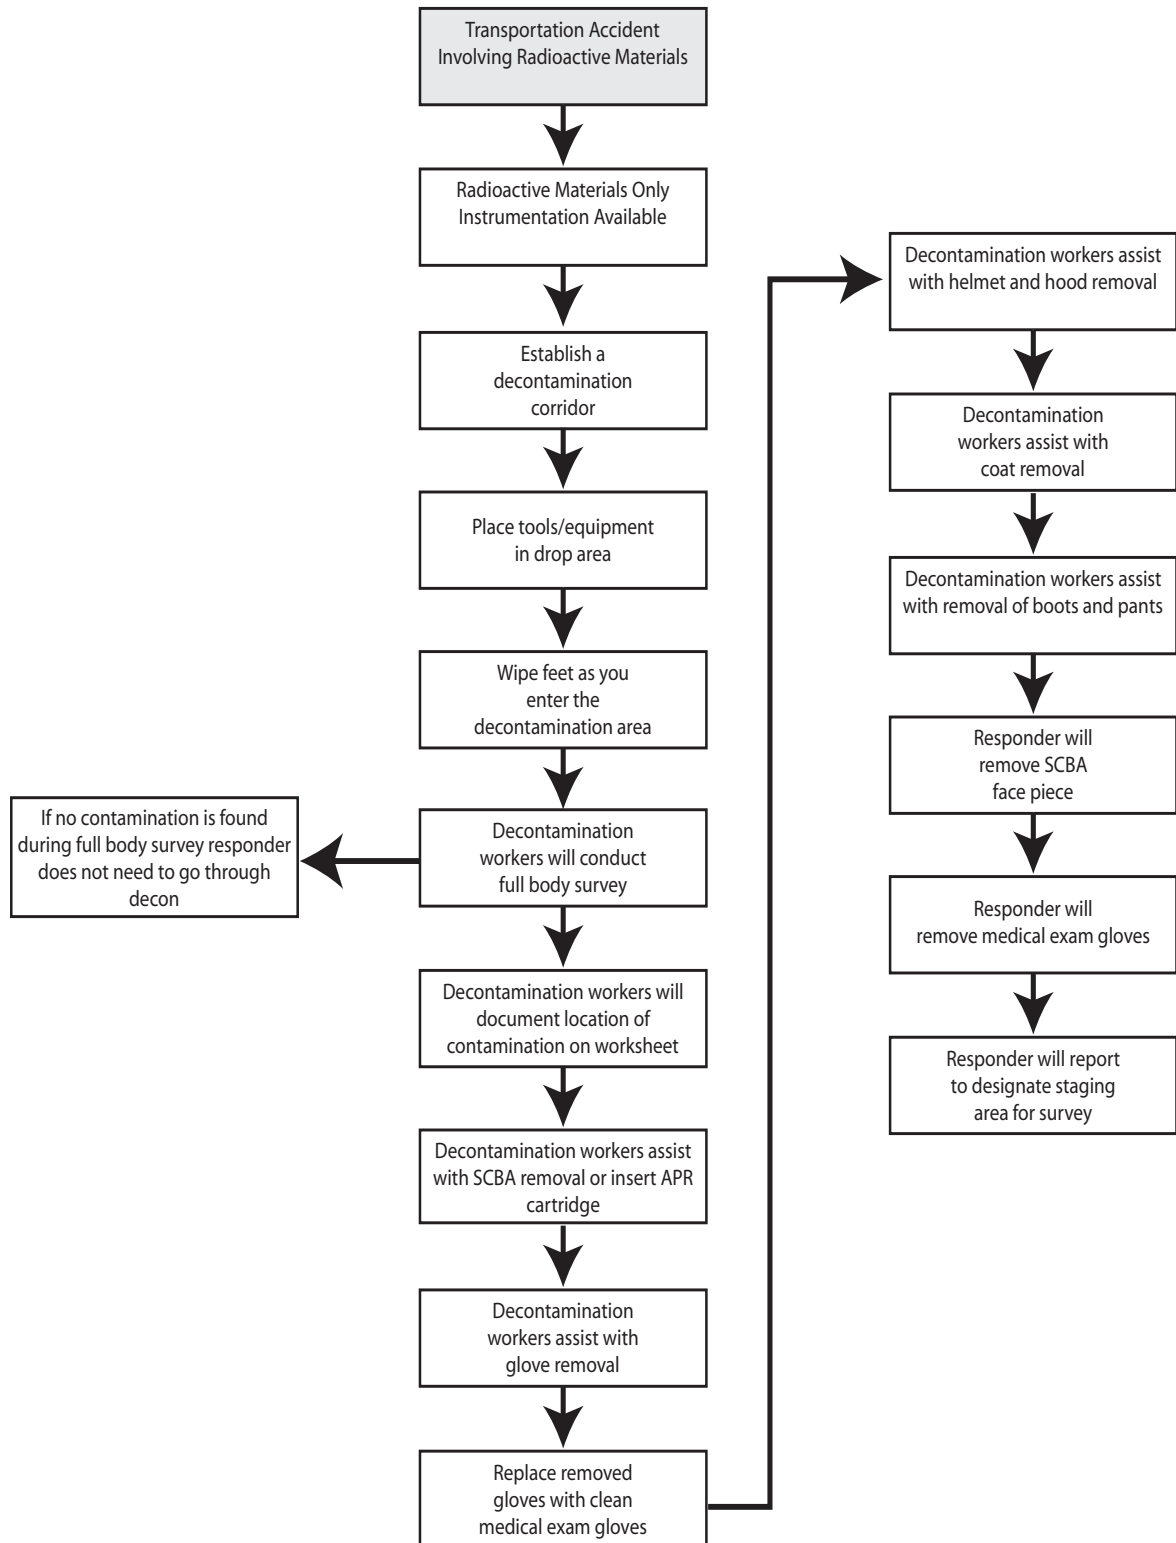 Transportation Accident
Involving Radioactive Materials
Radioactive Materials Only
Instrumentation Available
Establish a
decontamination
corridor
Place tools/equipment
in drop area
Wipe feet as you
enter the
decontamination area
Decontamination
workers will conduct
full body survey
If no contamination is found
during full body survey responder
does not need to go through
decon
Decontamination workers will
document location of
contamination on worksheet
Decontamination workers assist
with SCBA removal or insert APR
cartridge
Decontamination
workers assist with
glove removal
Replace removed
gloves with clean
medical exam gloves
Decontamination workers assist
with helmet and hood removal
Decontamination
workers assist with
coat removal
Decontamination workers assist
with removal of boots and pants
Responder will
remove SCBA
face piece
Responder will
remove medical exam gloves
Responder will report
to designate staging
area for survey